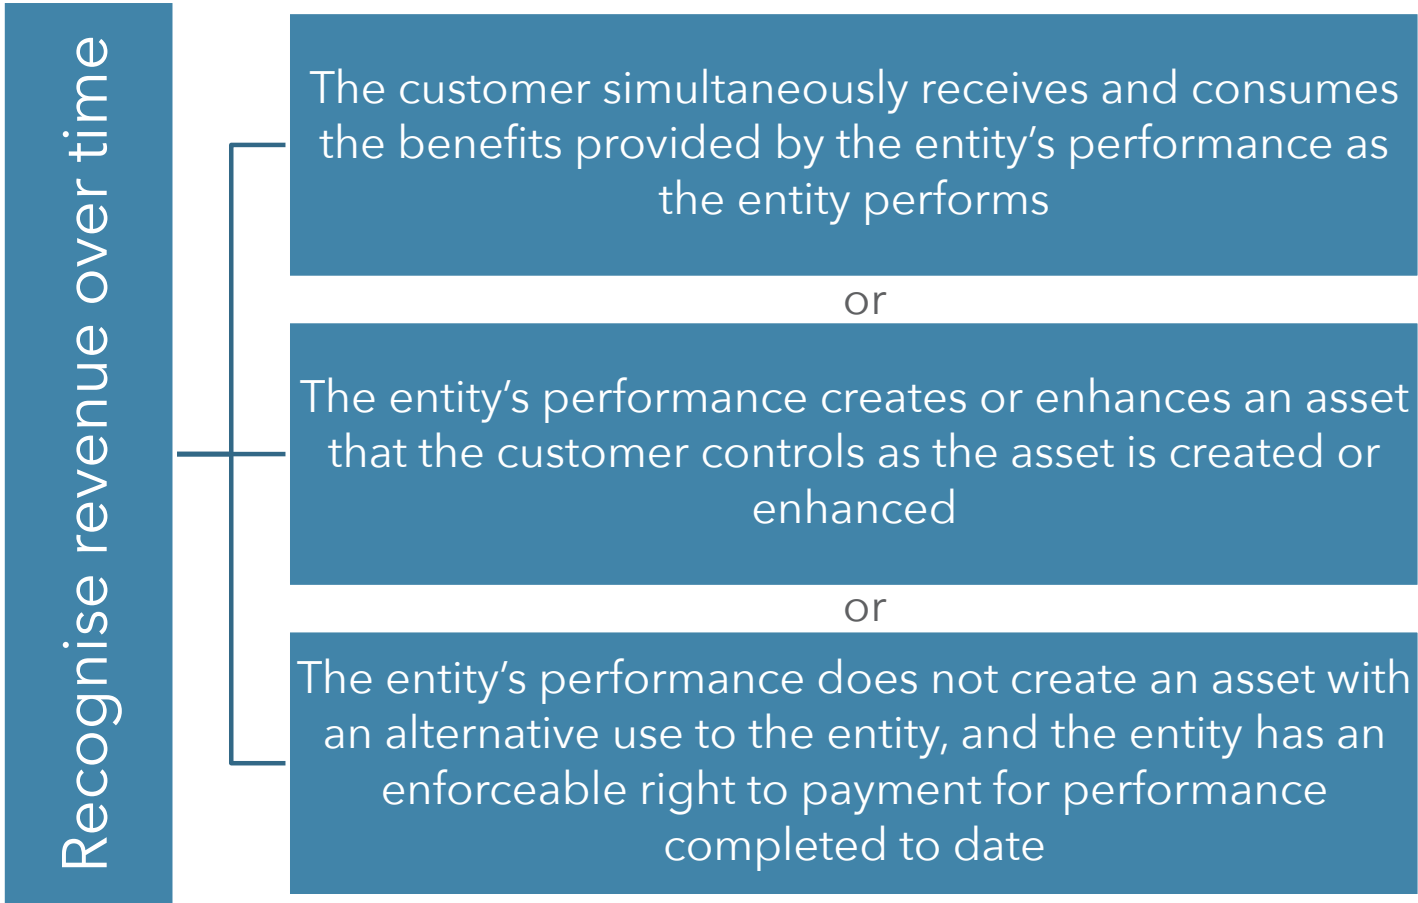 Recognise revenue over time
The customer simultaneously receives and consumes
the benefits provided by the entity’s performance as
the entity performs
or
The entity’s performance creates or enhances an asset
that the customer controls as the asset is created or
enhanced
or
The entity’s performance does not create an asset with
an alternative use to the entity, and the entity has an
enforceable right to payment for performance
completed to date